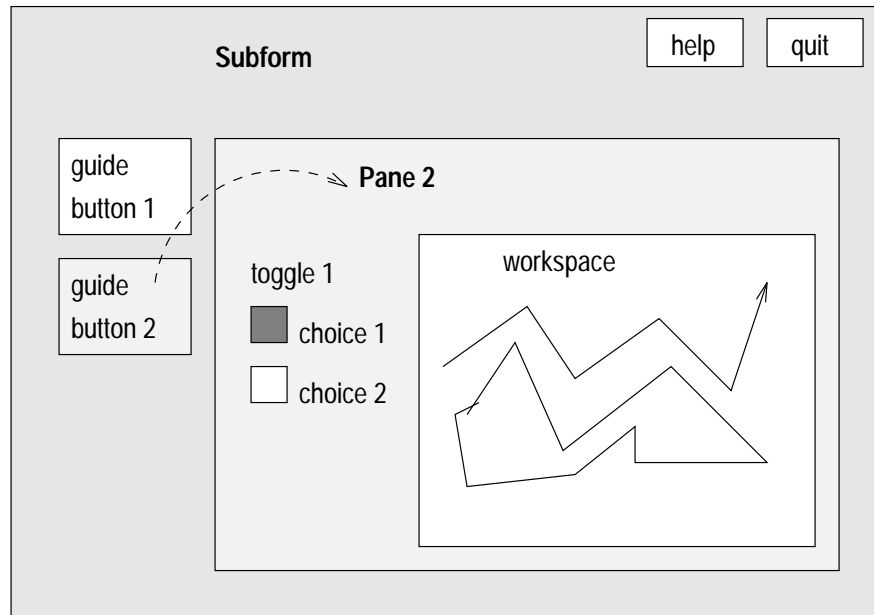 Subform
help
quit
guide
button 1
Pane 2
guide
button 2
toggle 1
choice 1
choice 2
workspace